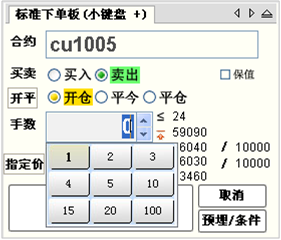 标准下单板(小键盘 +)
合约 cu1005
买卖 买入 卖出 保值
开平 开仓 平今 平仓
手数 0 ≤ 24
59090
指定价 6040 / 10000
6030 / 10000
3460
1 2 3
4 5 10
15 20 100
取消
预埋/条件